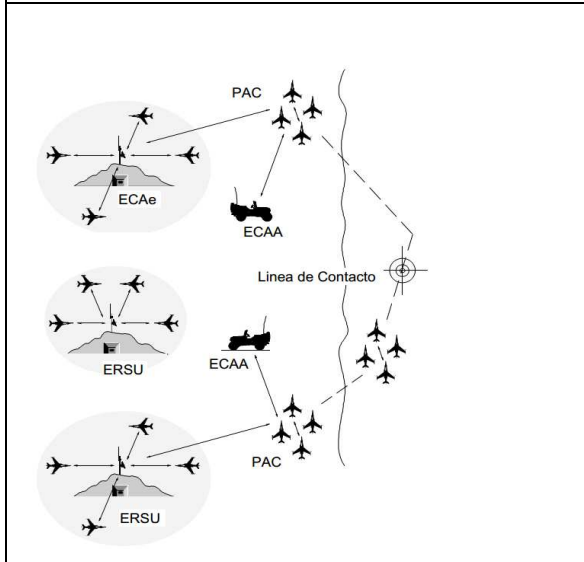 PAC
ECAe
ECAA
Linea de Contacto
ERSU
ECAA
PAC
ERSU